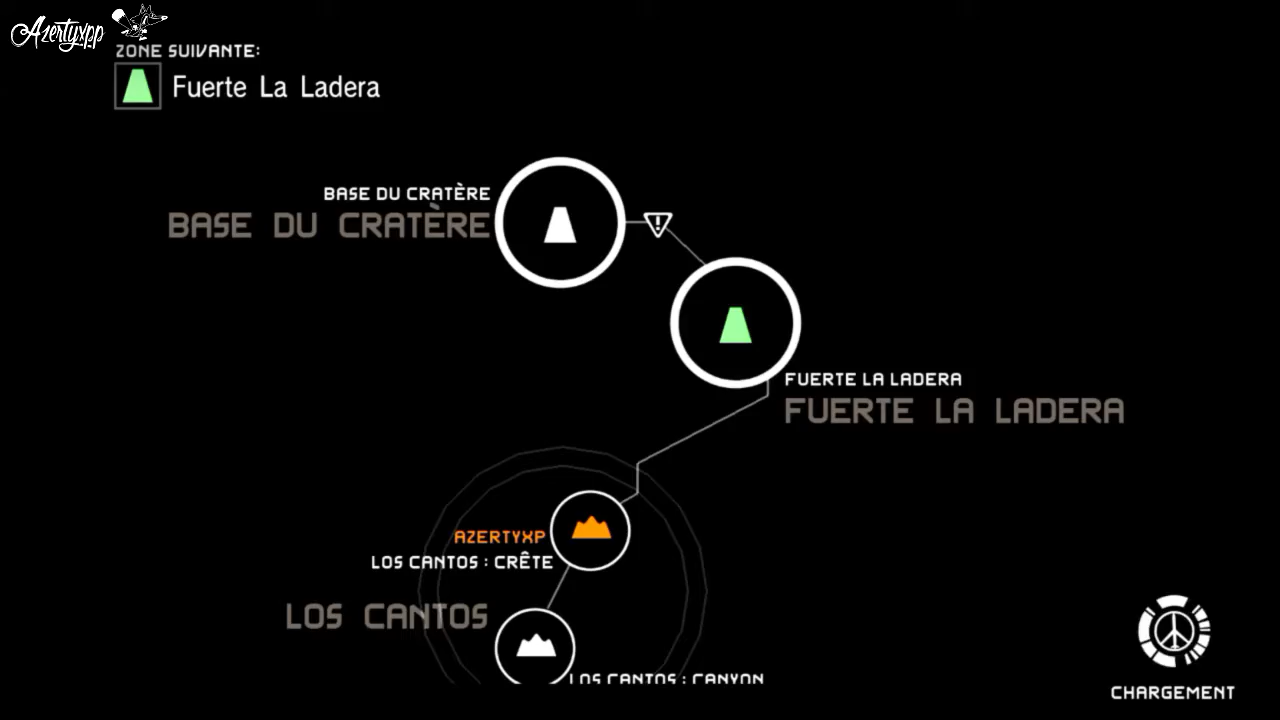 Azertyxpp
ZONE SUIVANTE:
Fuerte La Ladera
BASE DU CRATÈRE
BASE DU CRATÈRE
FUERTE LA LADERA
FUERTE LA LADERA
AZERTYXP
LOS CANTOS : CRÊTE
LOS CANTOS
LOS CANTOS : CANYON
CHARGEMENT